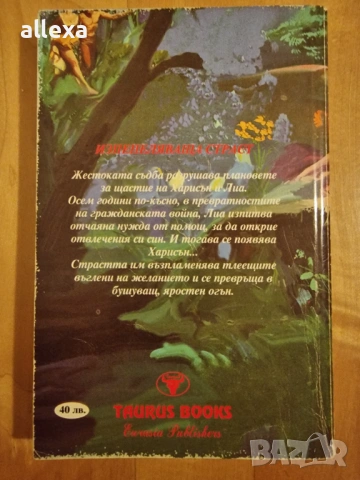 allexa
Жестоката съдба разрушава плановете
за щастие на Харисън и Лиа.
Осем години по-късно, в превратностите
на гражданската война, Лиа изпитва
отчаяна нужда от помощ, за да открие
отвлечения си син. И тогава се появява
Харисън...
Страстта им възпламенява тлеещите
въглени на желанието и се превръща в
бушуващ, яростен огън.
40 лв.
TAURUS BOOKS
bazar